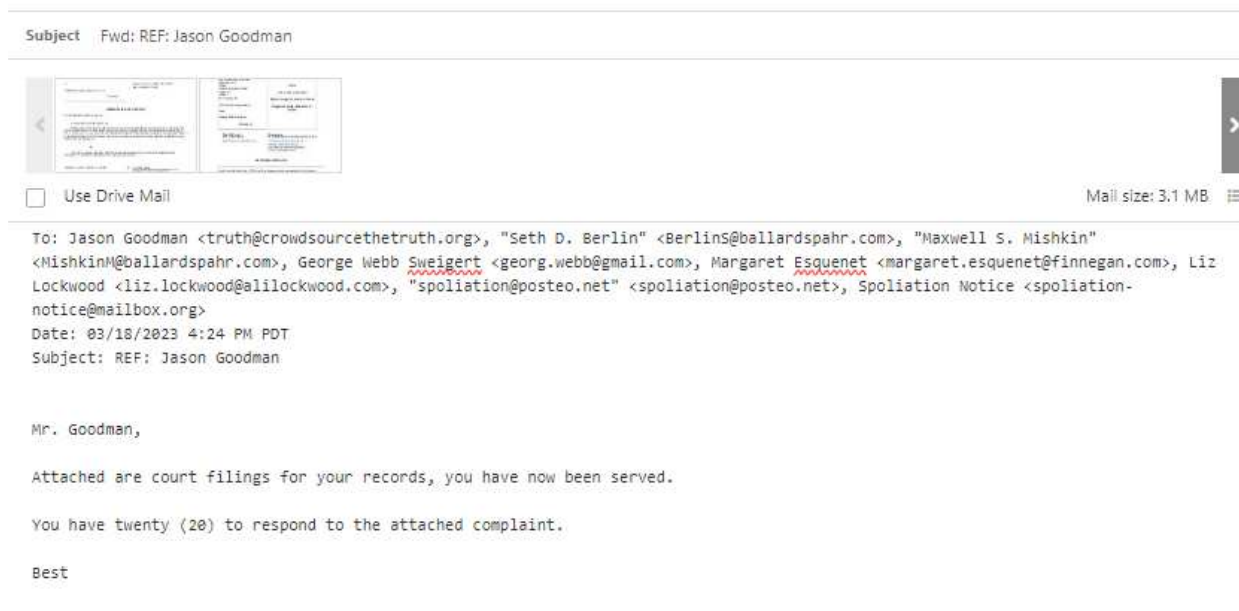 Subject Fwd: REF: Jason Goodman
Use Drive Mail
Mail size: 3.1 MB
To: Jason Goodman <truth@crowdsourcethetruth.org>, "Seth D. Berlin" <BerlinS@ballardspahr.com>, "Maxwell S. Mishkin"
<MishkinM@ballardspahr.com>, George Webb Sweigert <georg.webb@gmail.com>, Margaret Esquenet <margaret.esquenet@finnegan.com>, Liz
Lockwood <liz.lockwood@alilockwood.com>, "spoliation@posteo.net" <spoliation@posteo.net>, Spoliation Notice <spoliation-
notice@mailbox.org>
Date: 03/18/2023 4:24 PM PDT
Subject: REF: Jason Goodman
Mr. Goodman,
Attached are court filings for your records, you have now been served.
You have twenty (20) to respond to the attached complaint.
Best